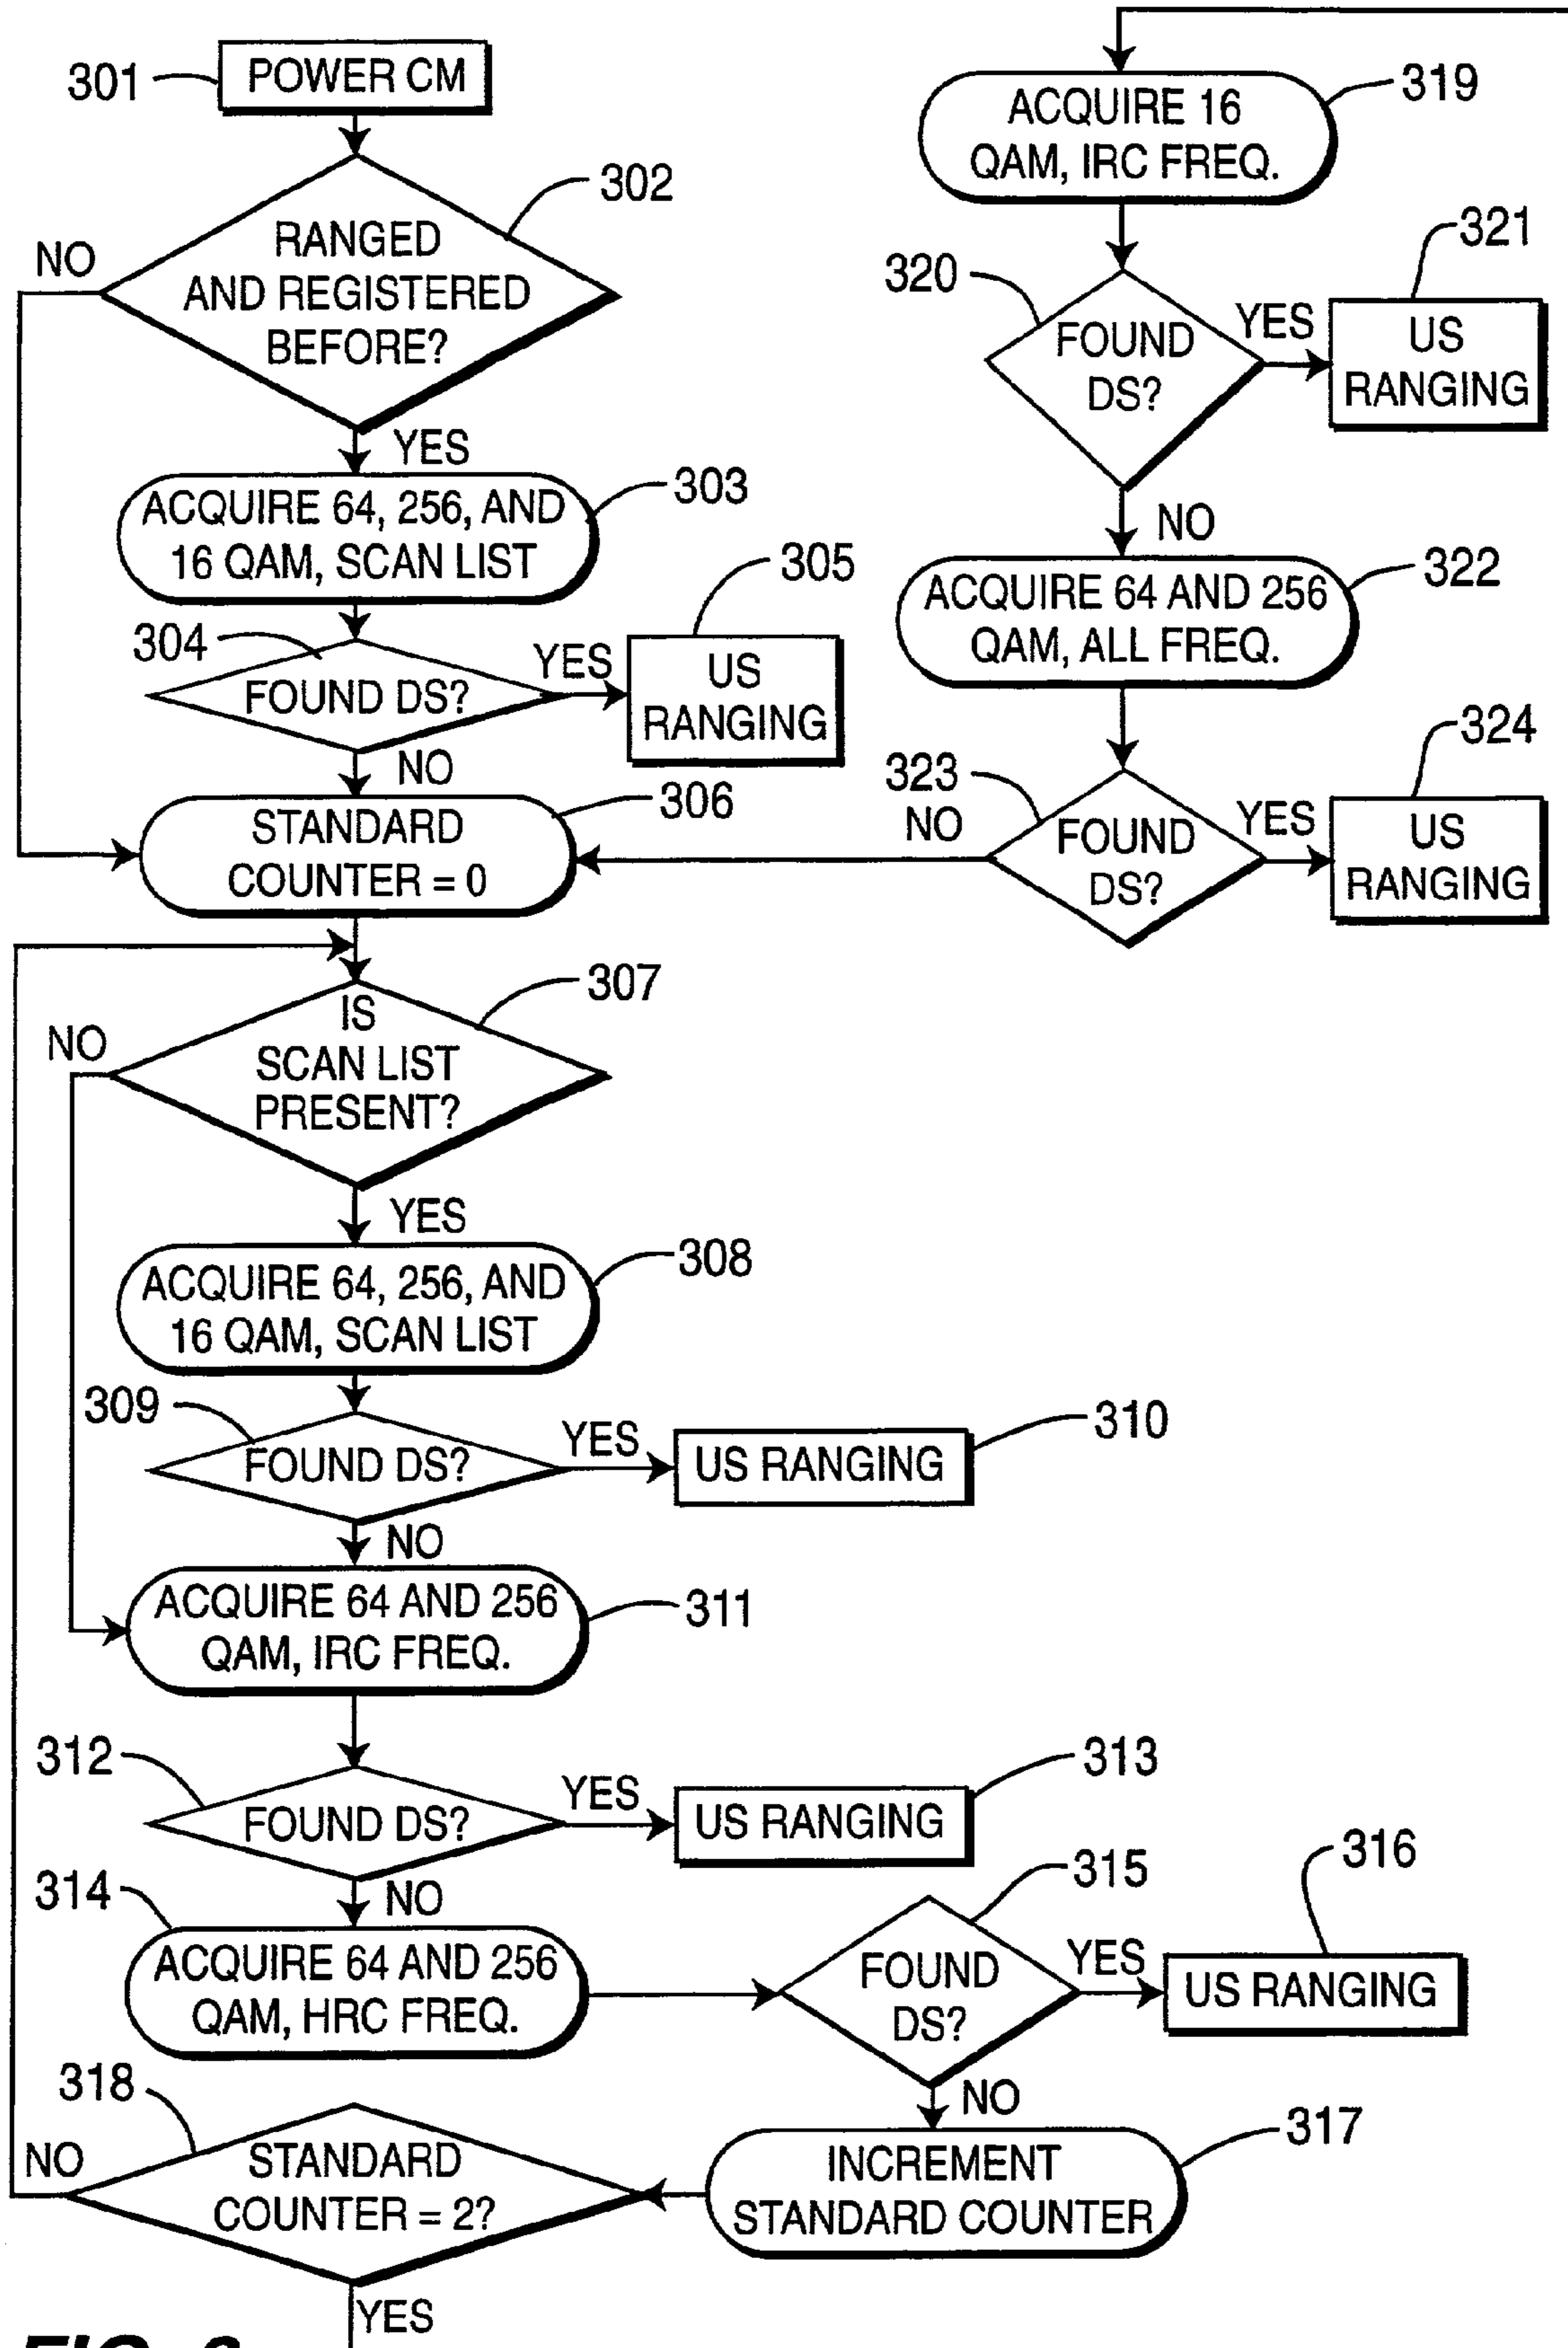 301
POWER CM
302
RANGED
AND REGISTERED
BEFORE?
NO
YES
303
ACQUIRE 64, 256, AND
16 QAM, SCAN LIST
304
FOUND DS?
YES
305
US
RANGING
NO
306
STANDARD
COUNTER = 0
307
IS
SCAN LIST
PRESENT?
NO
YES
308
ACQUIRE 64, 256, AND
16 QAM, SCAN LIST
309
FOUND DS?
YES
310
US RANGING
NO
311
ACQUIRE 64 AND 256
QAM, IRC FREQ.
312
FOUND DS?
YES
313
US RANGING
NO
314
ACQUIRE 64 AND 256
QAM, HRC FREQ.
315
FOUND
DS?
YES
316
US RANGING
NO
317
INCREMENT
STANDARD COUNTER
318
STANDARD
COUNTER = 2?
NO
YES
319
ACQUIRE 16
QAM, IRC FREQ.
320
FOUND
DS?
YES
321
US
RANGING
NO
322
ACQUIRE 64 AND 256
QAM, ALL FREQ.
323
FOUND
DS?
NO
YES
324
US
RANGING
FIG.